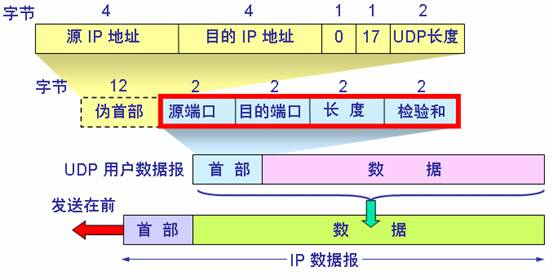 字节 4 4 1 1 2
源 IP 地址 目的 IP 地址 0 17 UDP长度
字节 12 2 2 2 2
伪首部 源端口 目的端口 长 度 检验和
UDP 用户数据报 首 部 数 据
发送在前
首 部 数 据
IP 数据报